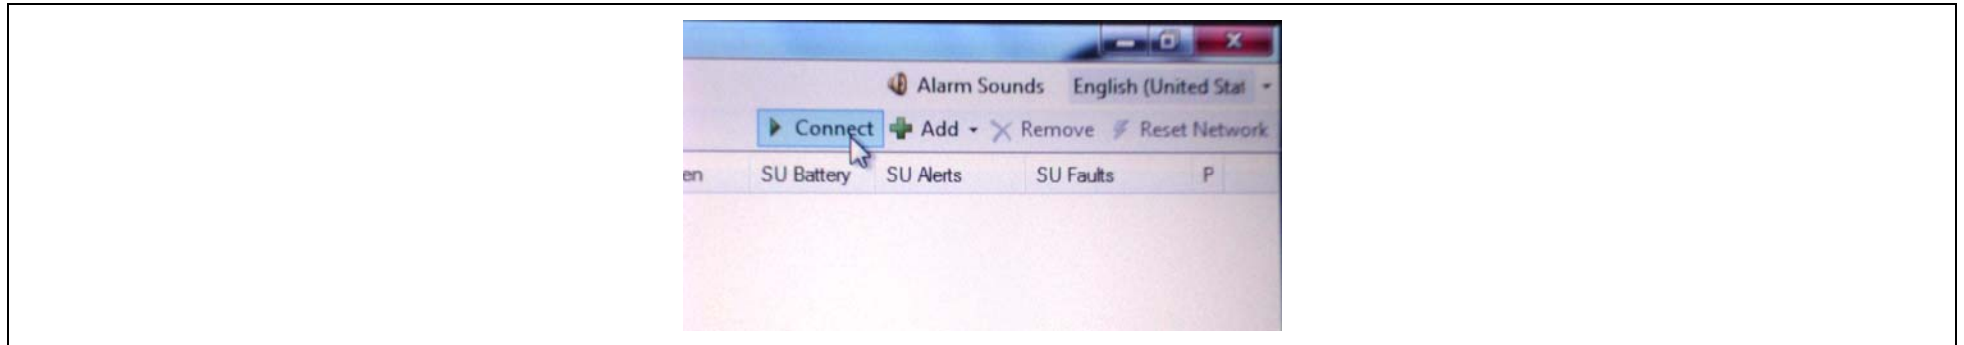 Alarm Sounds English (United Stat
Connect Add Remove Reset Network
en SU Battery SU Alerts SU Faults P